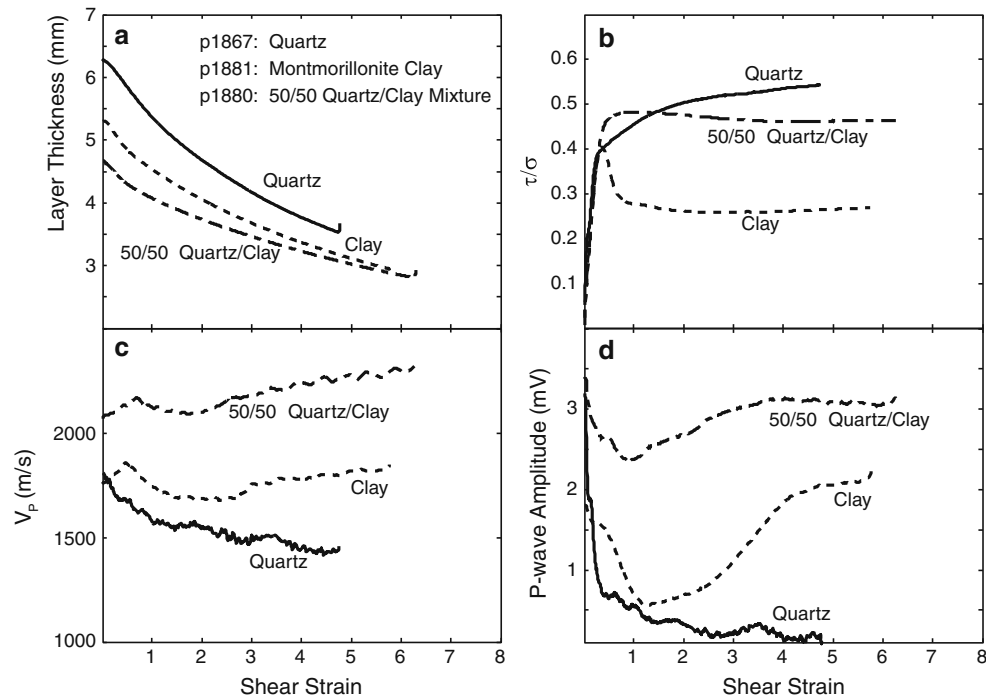 a
p1867: Quartz
p1881: Montmorillonite Clay
p1880: 50/50 Quartz/Clay Mixture
Layer Thickness (mm)
7
6
5
4
3
Quartz
Clay
50/50 Quartz/Clay
b
τ/σ
0.6
0.5
0.4
0.3
0.2
0.1
Quartz
50/50 Quartz/Clay
Clay
c
V_P (m/s)
2000
1500
1000
50/50 Quartz/Clay
Clay
Quartz
1 2 3 4 5 6 7 8
Shear Strain
d
P-wave Amplitude (mV)
3
2
1
50/50 Quartz/Clay
Clay
Quartz
1 2 3 4 5 6 7 8
Shear Strain